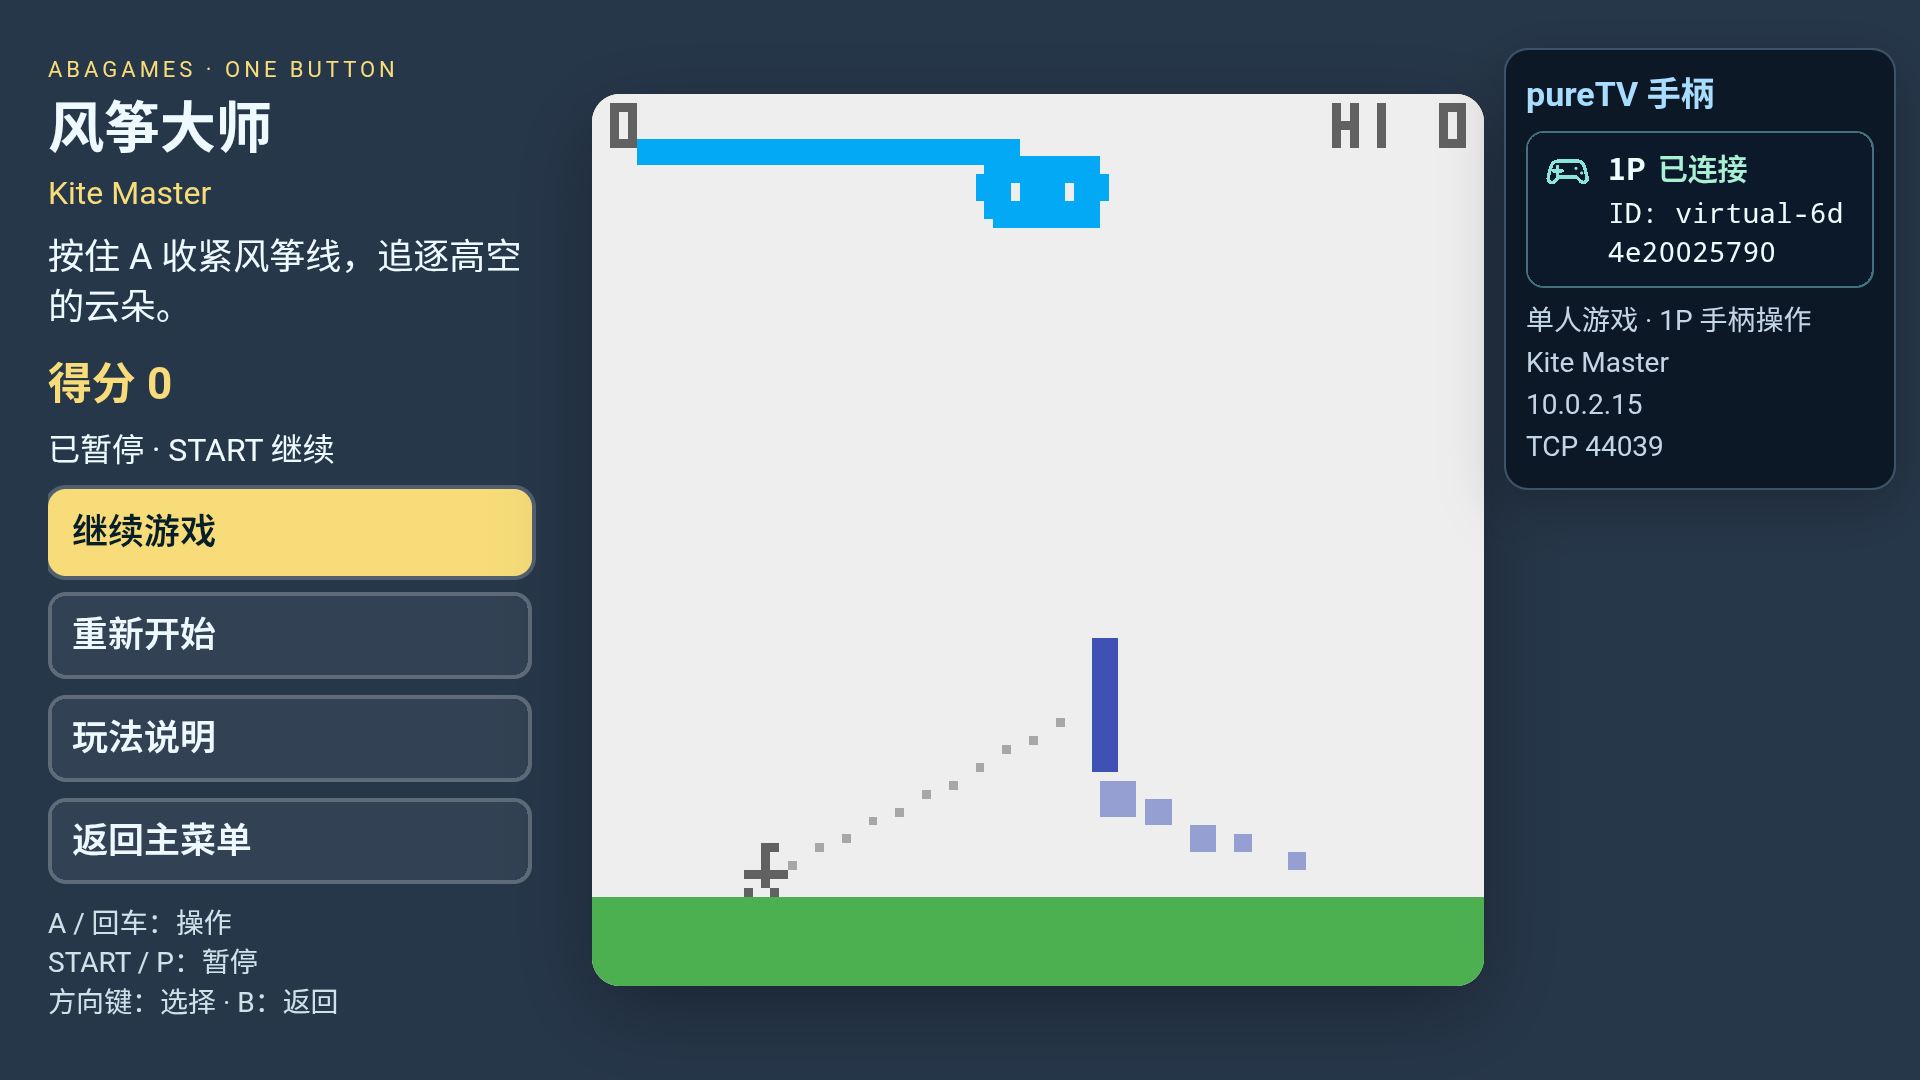 ABAGAMES · ONE BUTTON
风筝大师
Kite Master
按住 A 收紧风筝线，追逐高空
的云朵。
得分 0
已暂停 · START 继续
继续游戏
重新开始
玩法说明
返回主菜单
A / 回车：操作
START / P：暂停
方向键：选择 · B：返回
0
HI 0
pureTV 手柄
1P 已连接
ID: virtual-6d
4e20025790
单人游戏 · 1P 手柄操作
Kite Master
10.0.2.15
TCP 44039